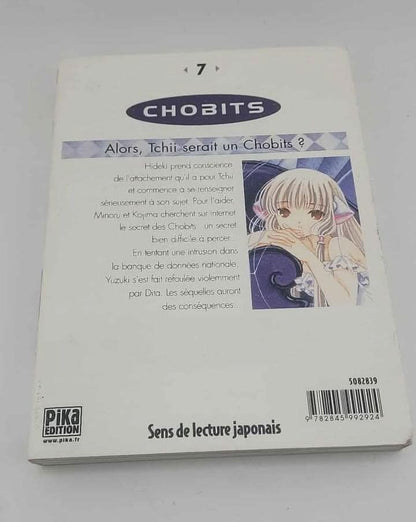 7
CHOBITS
Alors, Tchii serait un Chobits ?
Hideki prend conscience
de l'attachement qu'il a pour Tchii
et commence à se renseigner
sérieusement à son sujet. Pour l'aider,
Minoru et Kojima cherchent sur internet
le secret des Chobits... un secret
bien difficile à percer...
En tentant une intrusion dans
la banque de données nationale,
Yuzuki s'est fait refoulée violemment
par Dita. Les séquelles auront
des conséquences...
5082839
9 782845 992924
Pika
EDITION
www.pika.fr
Sens de lecture japonais